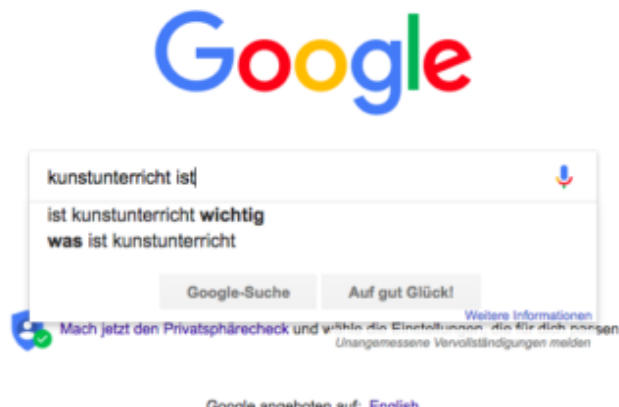 Google
kunstunterricht ist
ist kunstunterricht wichtig
was ist kunstunterricht
Google-Suche Auf gut Glück!
Weitere Informationen
Mach jetzt den Privatsphärecheck und wähle die Einstellungen, die für dich passen
Unangemessene Vervollständigungen melden
Google angeboten auf: English